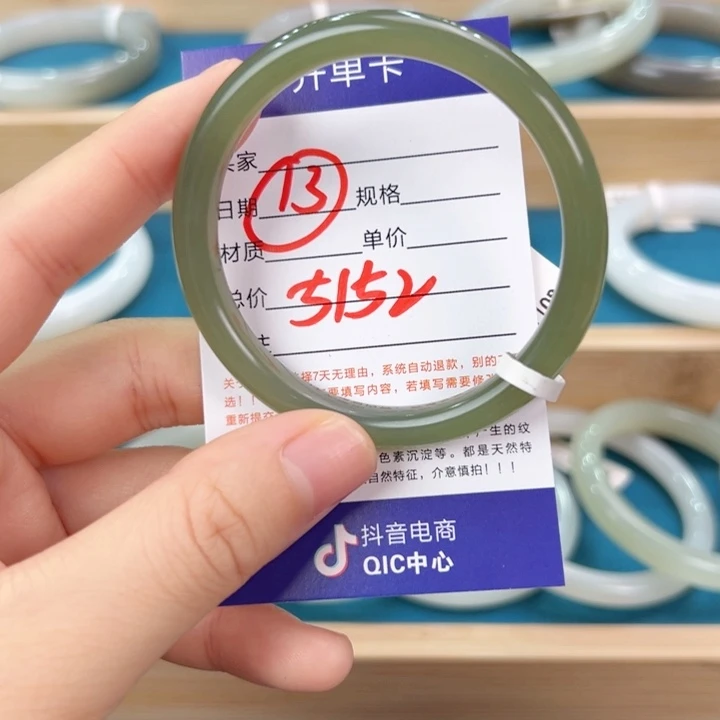 开单卡
家
日期 13 规格
材质 单价
总价 5152
择7天无理由，系统自动退款，别的
要填写内容，若填写需要修
选！
重新提交
产生的纹
色素沉淀等。都是天然特
自然特征，介意慎拍！！！
抖音电商
QIC中心